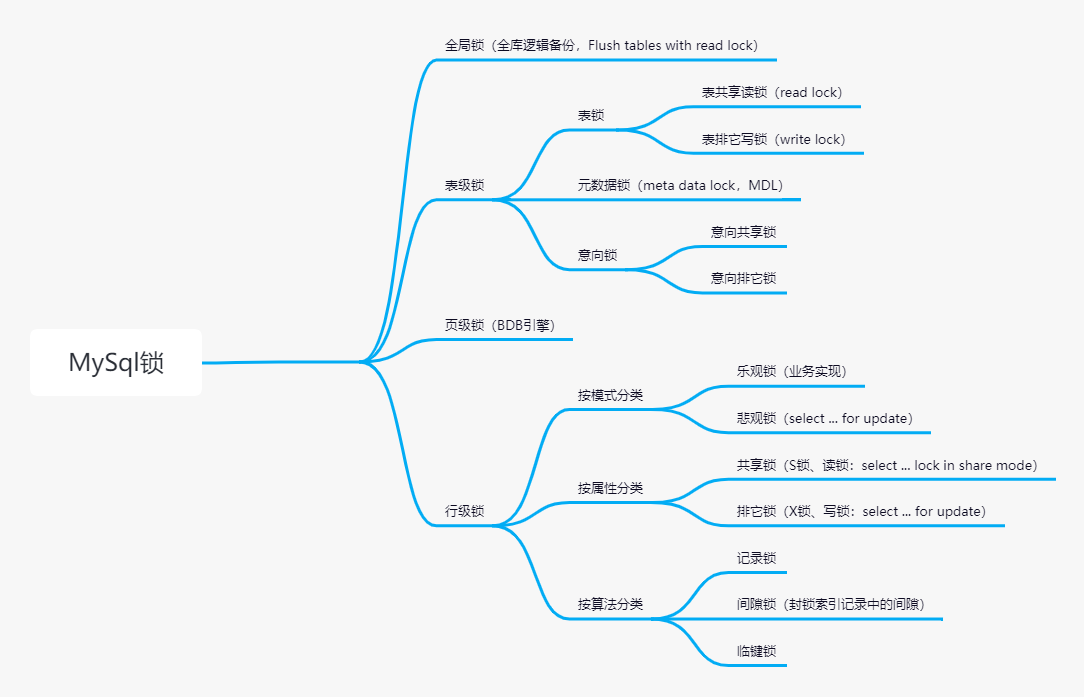 MySql锁
全局锁（全库逻辑备份，Flush tables with read lock）
表级锁
表锁
表共享读锁（read lock）
表排它写锁（write lock）
元数据锁（meta data lock，MDL）
意向锁
意向共享锁
意向排它锁
页级锁（BDB引擎）
行级锁
按模式分类
乐观锁（业务实现）
悲观锁（select ... for update）
按属性分类
共享锁（S锁、读锁：select ... lock in share mode）
排它锁（X锁、写锁：select ... for update）
按算法分类
记录锁
间隙锁（封锁索引记录中的间隙）
临键锁